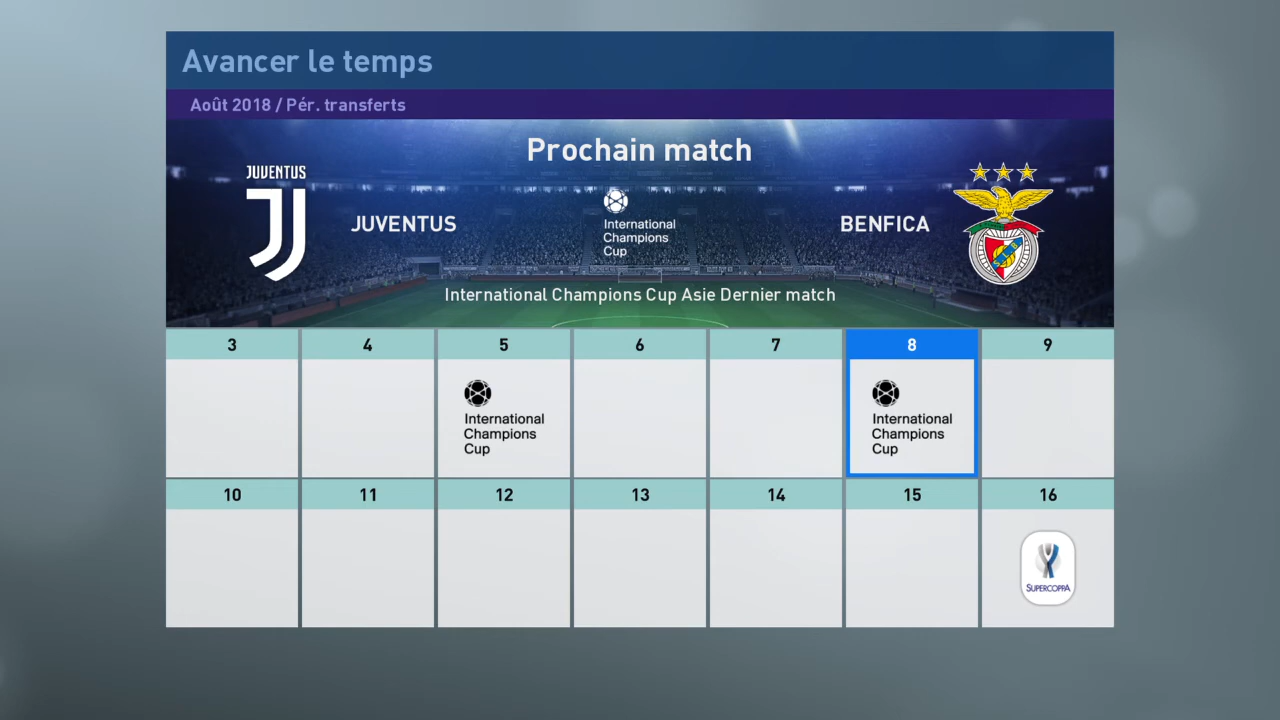 Avancer le temps
Août 2018 / Pér. transferts
Prochain match
JUVENTUS
JUVENTUS
International
Champions
Cup
BENFICA
International Champions Cup Asie Dernier match
3 4 5 6 7 8 9
International
Champions
Cup
International
Champions
Cup
10 11 12 13 14 15 16
SUPERCOPPA